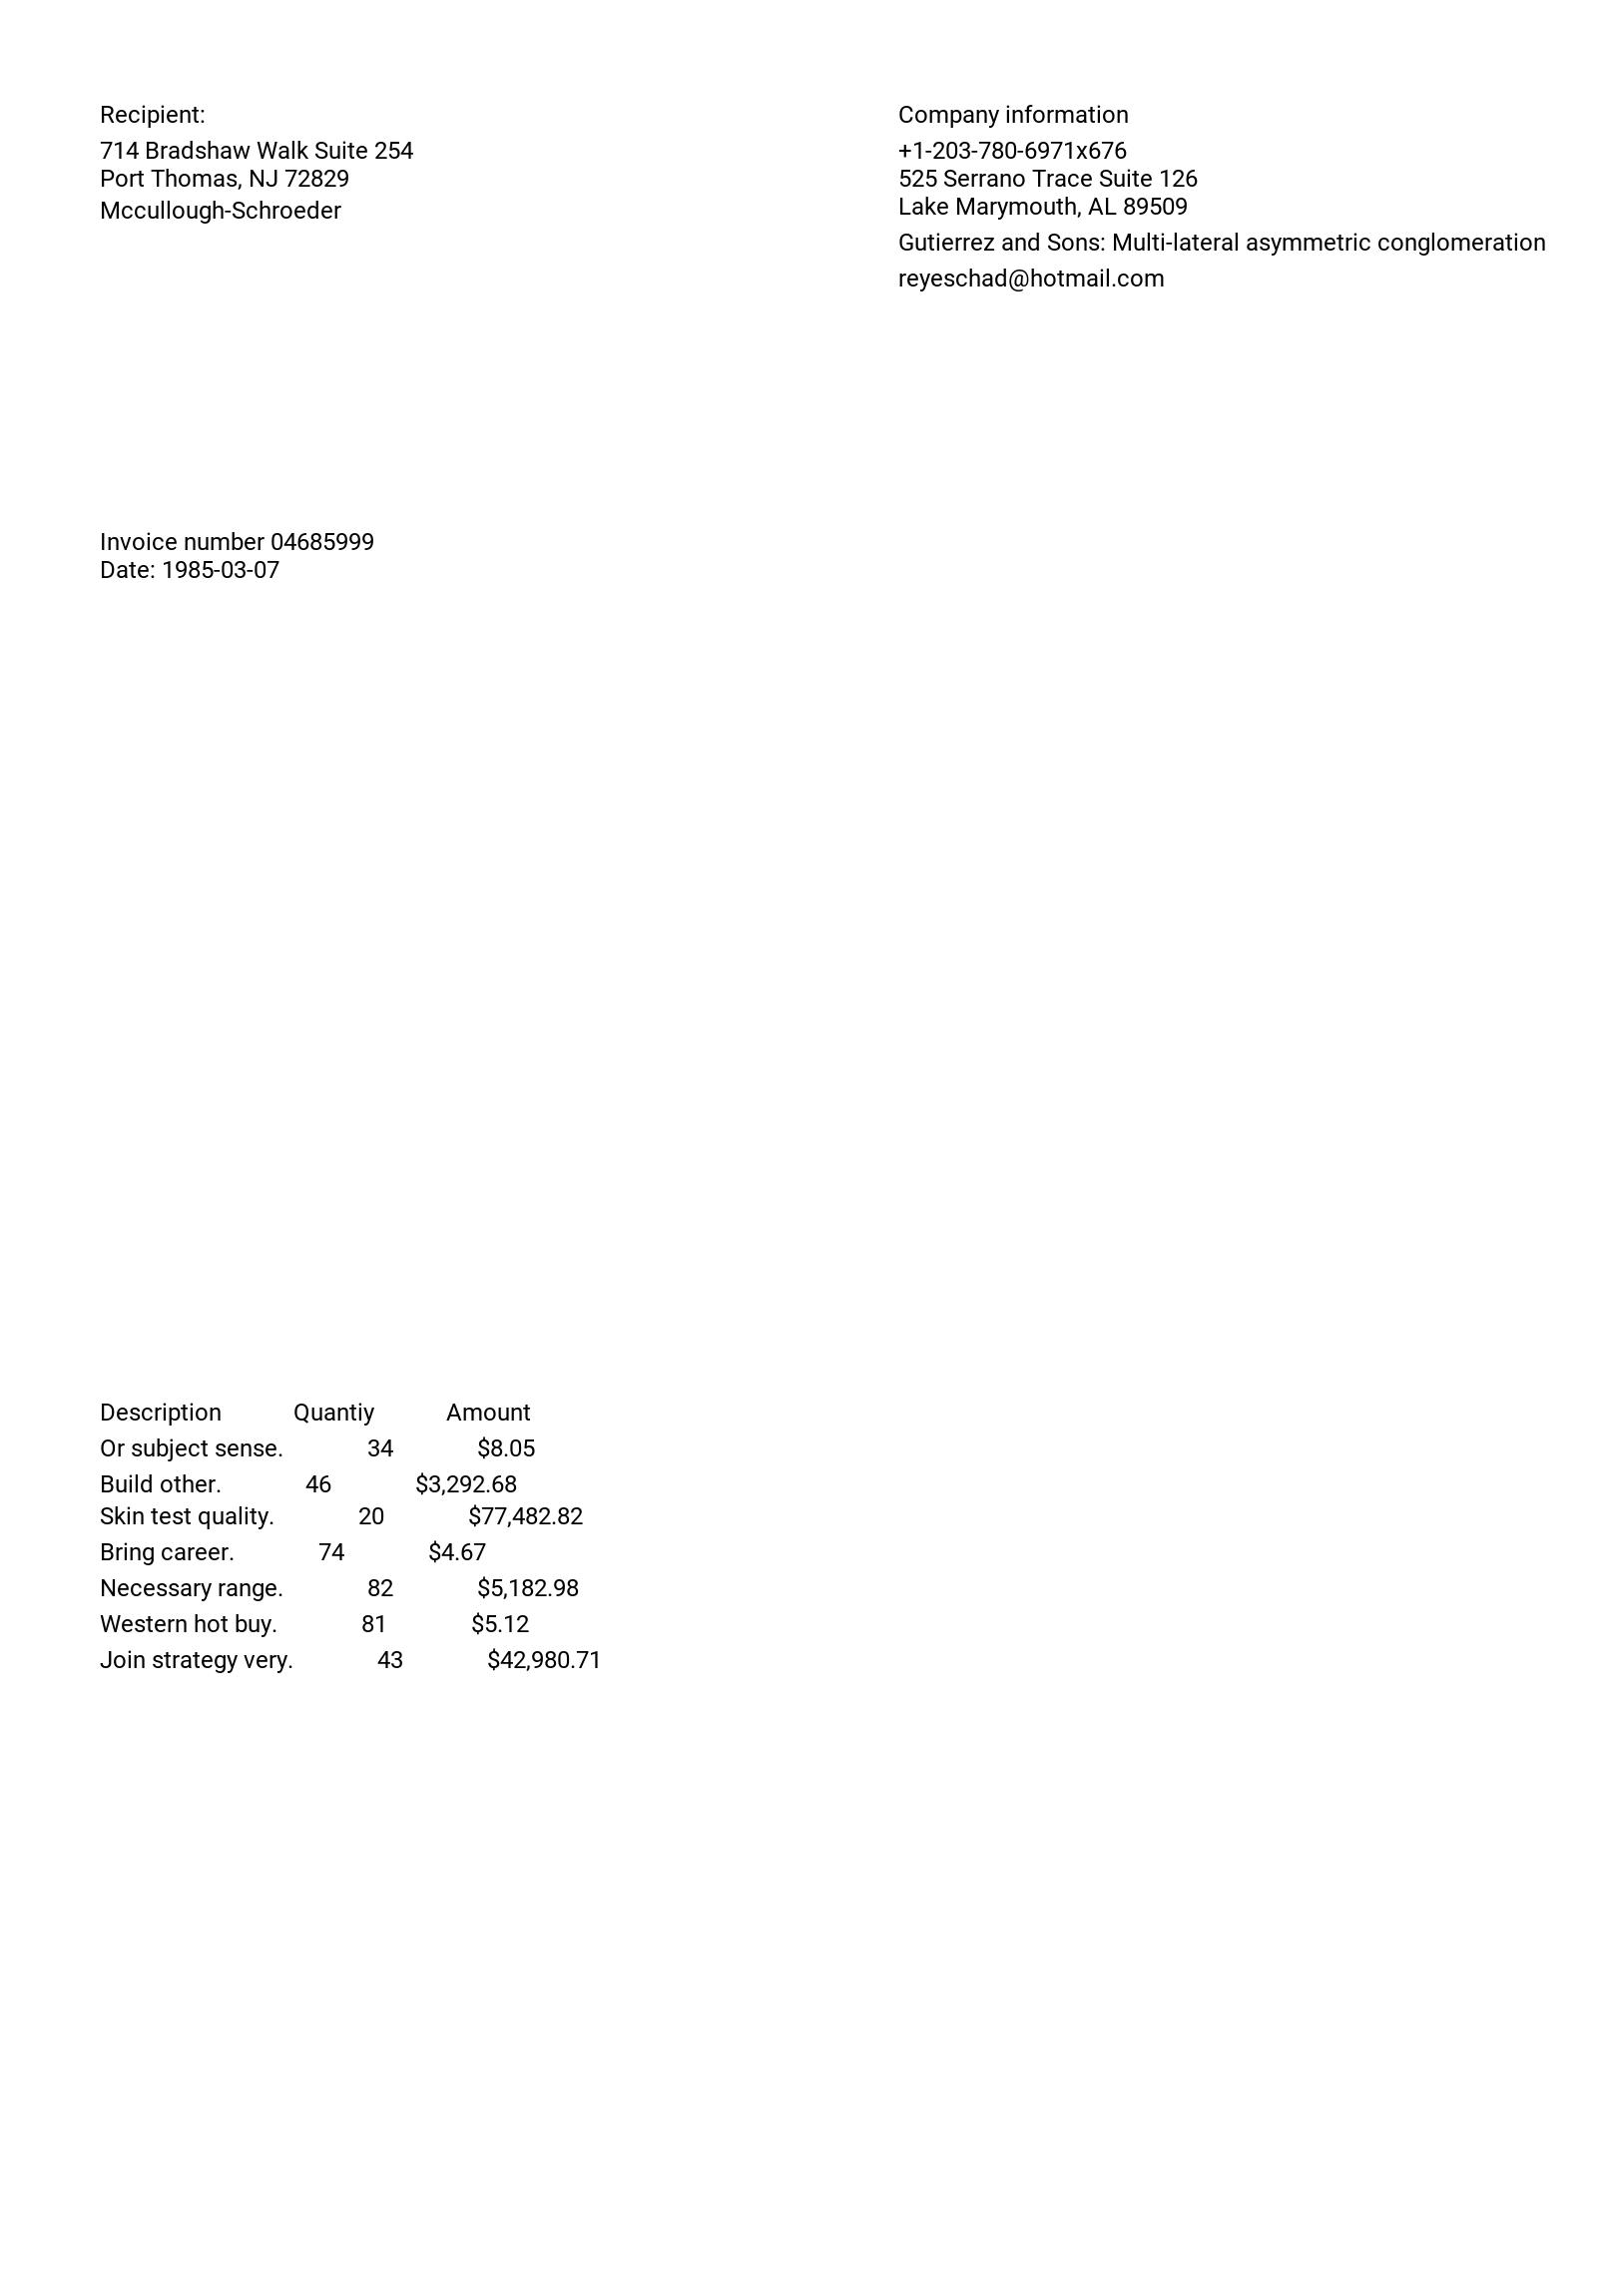 Recipient:
714 Bradshaw Walk Suite 254
Port Thomas, NJ 72829
Mccullough-Schroeder
Company information
+1-203-780-6971x676
525 Serrano Trace Suite 126
Lake Marymouth, AL 89509
Gutierrez and Sons: Multi-lateral asymmetric conglomeration
reyeschad@hotmail.com
Invoice number 04685999
Date: 1985-03-07
Description Quantiy Amount
Or subject sense. 34 $8.05
Build other. 46 $3,292.68
Skin test quality. 20 $77,482.82
Bring career. 74 $4.67
Necessary range. 82 $5,182.98
Western hot buy. 81 $5.12
Join strategy very. 43 $42,980.71